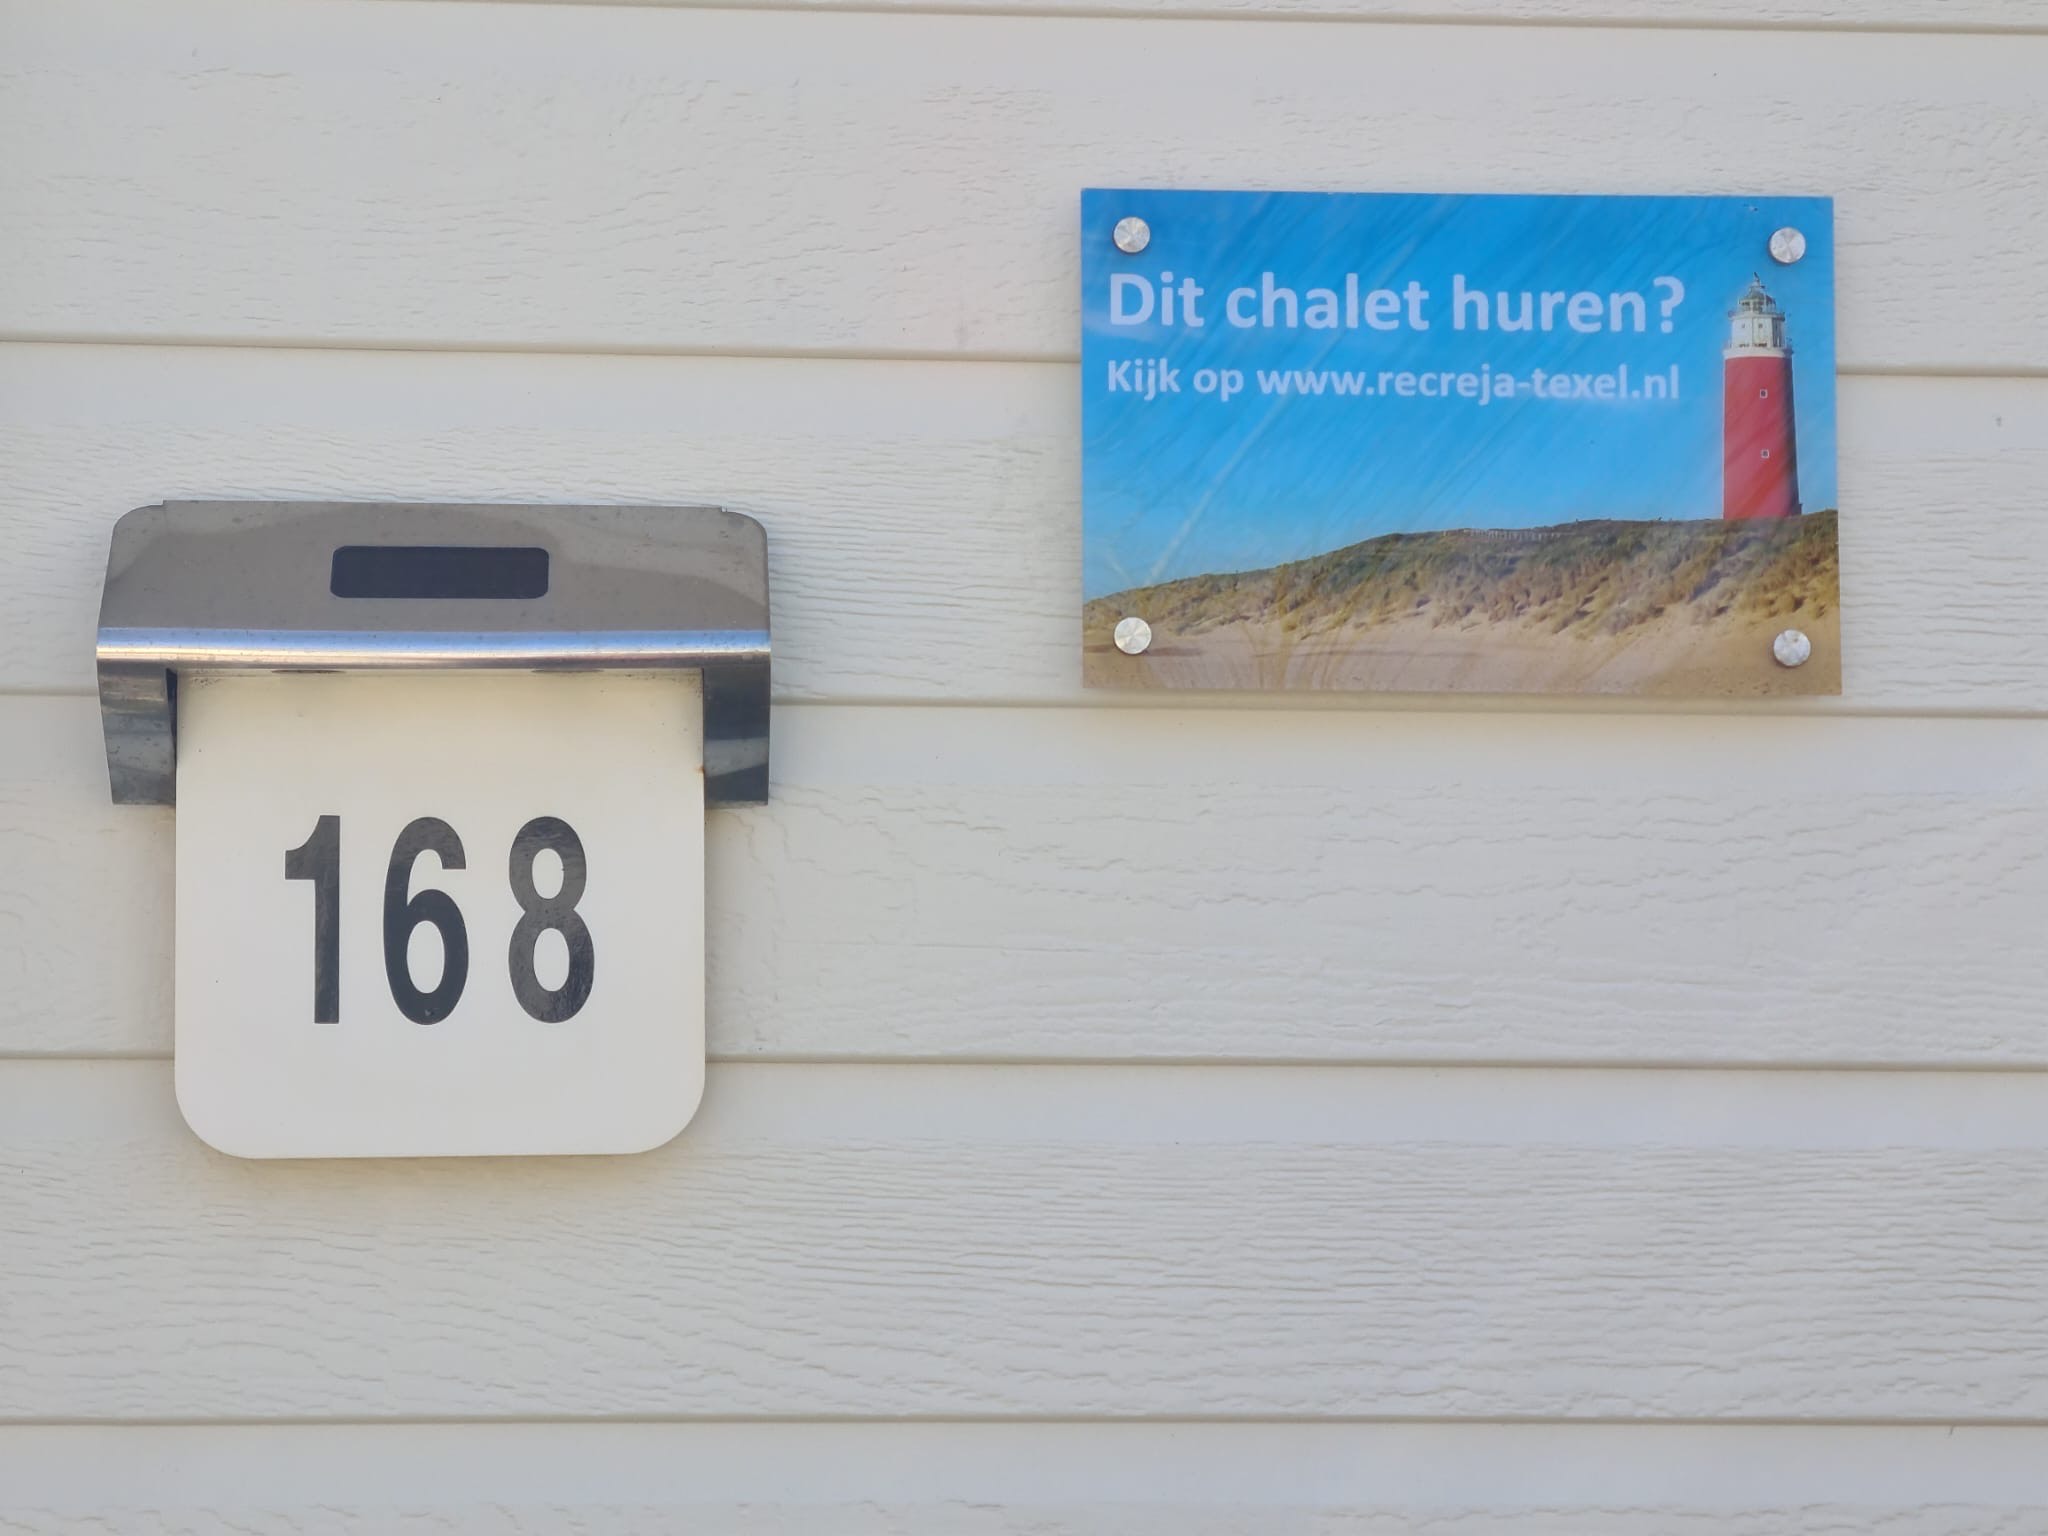 Dit chalet huren?
Kijk op www.recreja-texel.nl
168